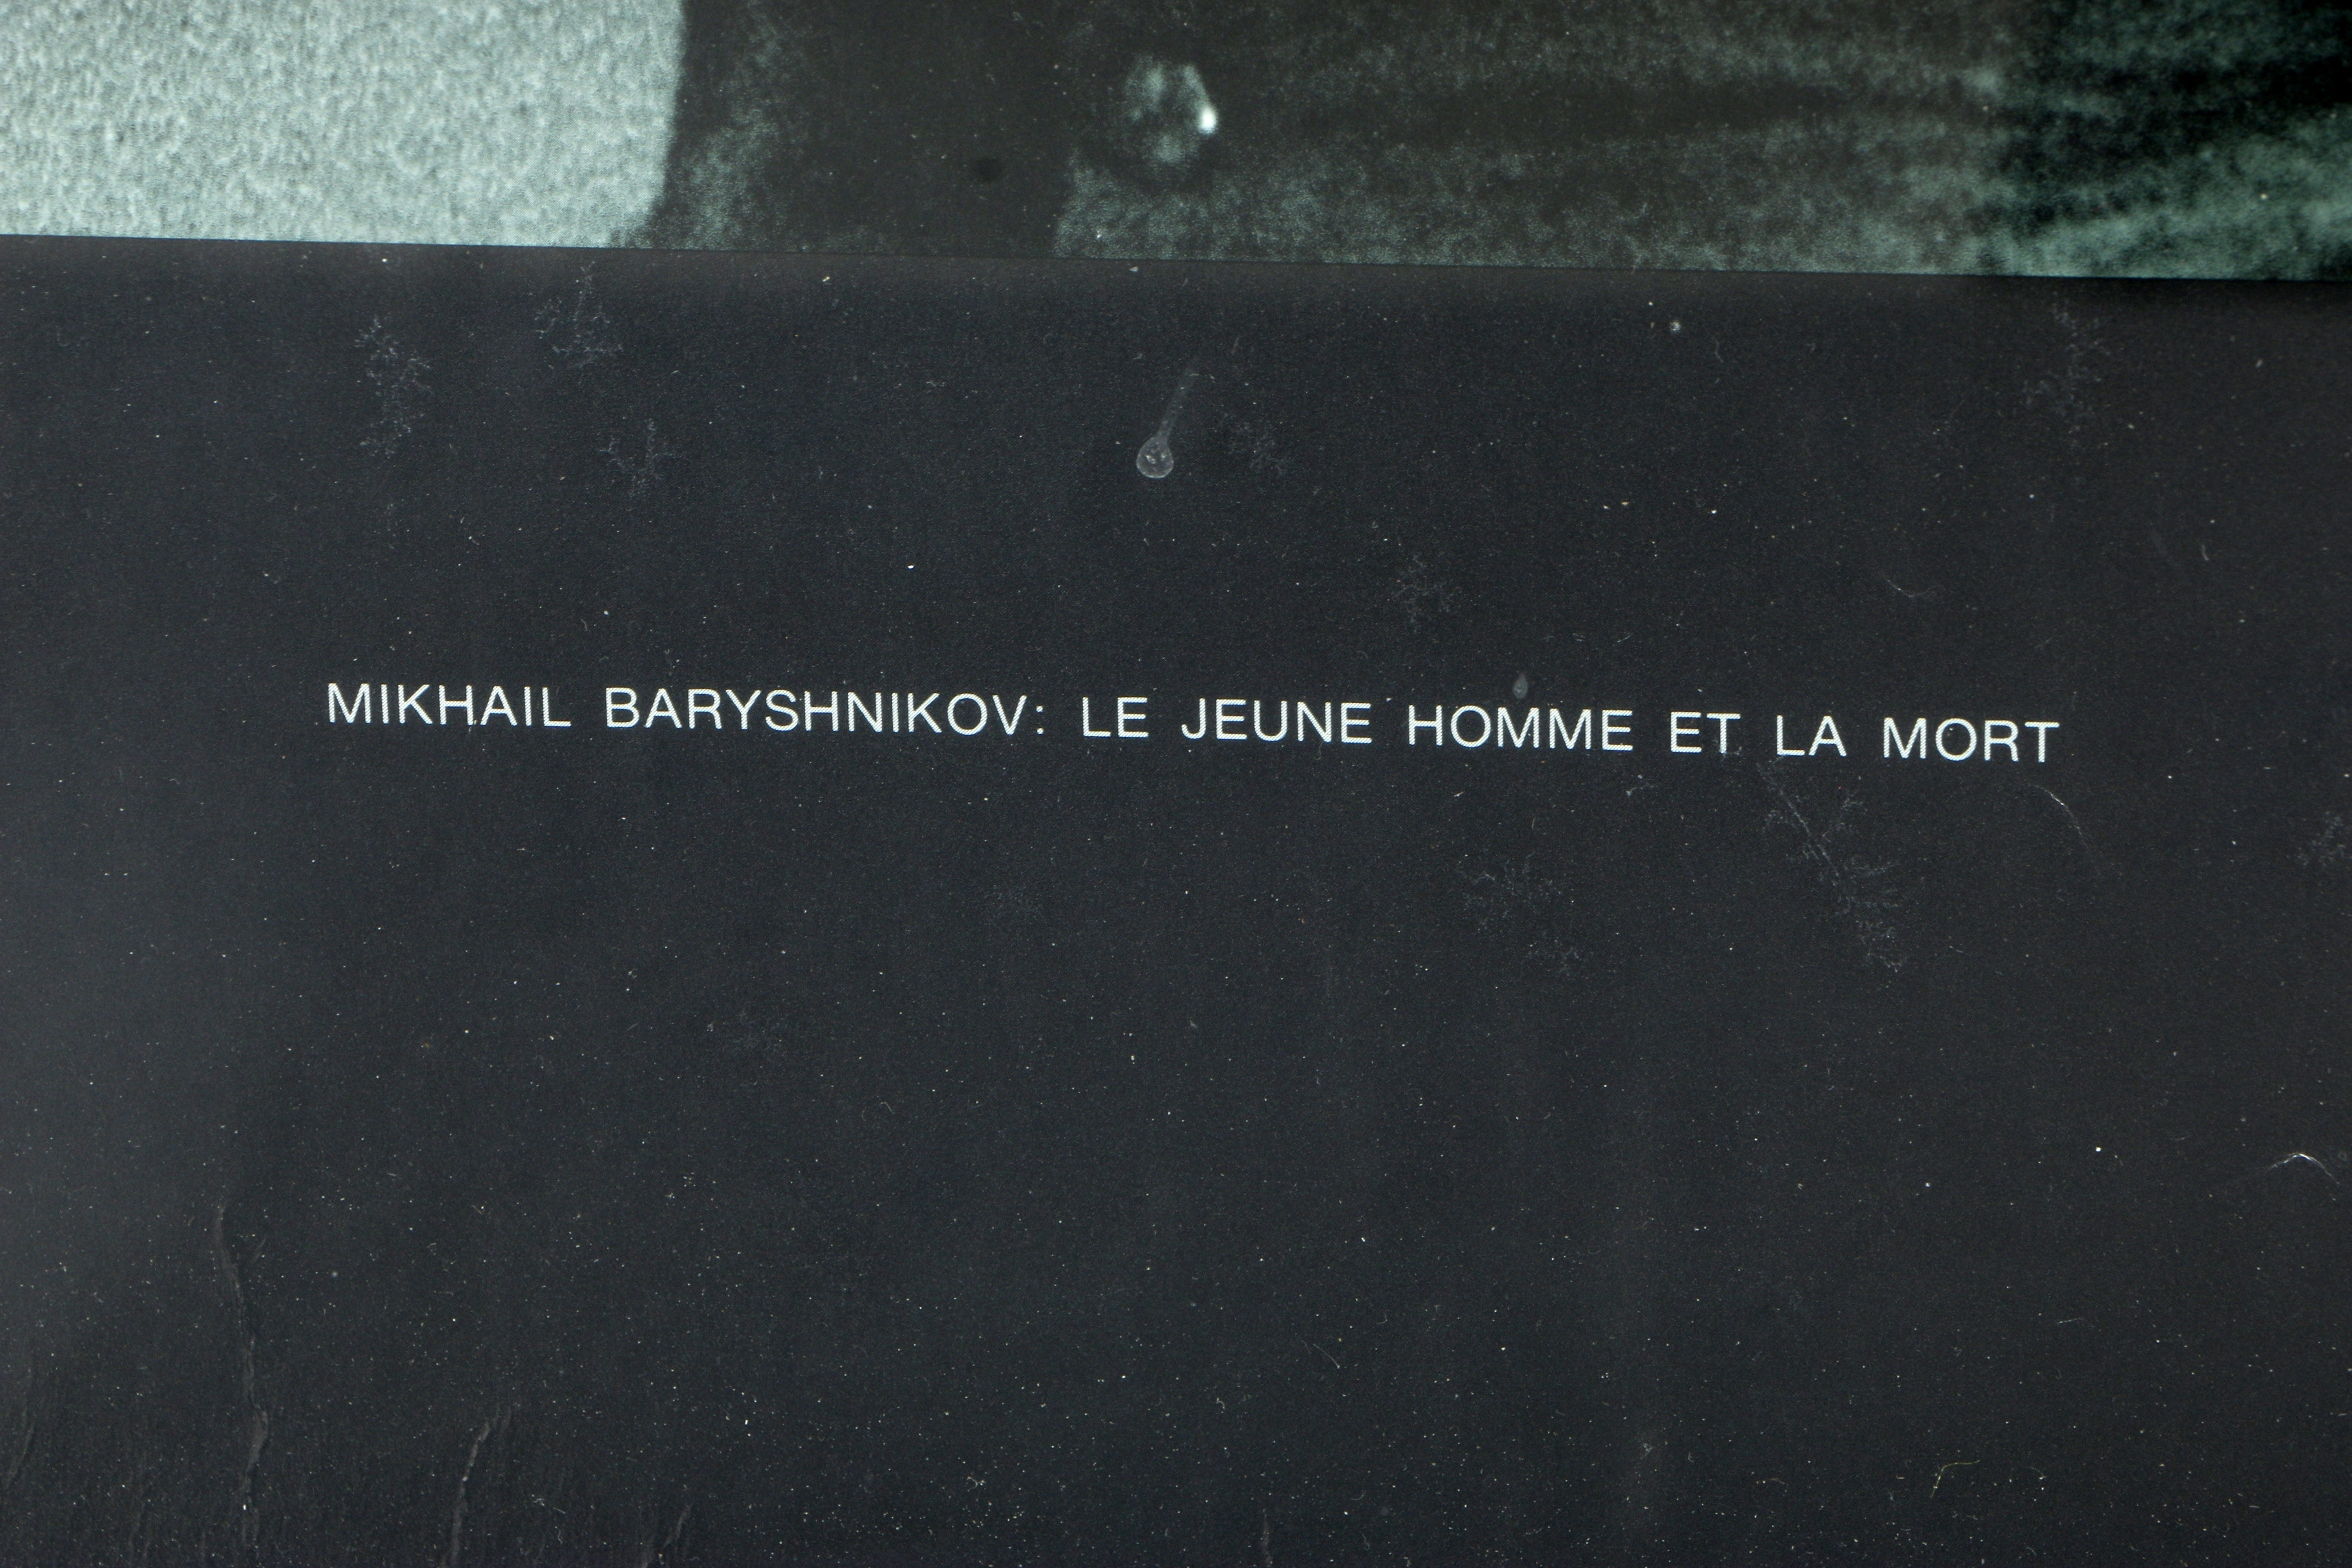 MIKHAIL BARYSHNIKOV: LE JEUNE HOMME ET LA MORT